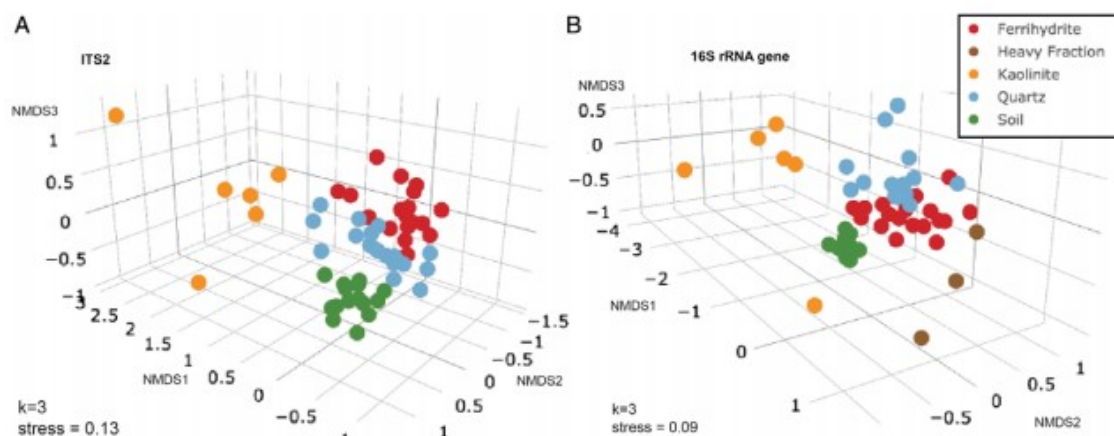 A
ITS2
NMDS3
1
0.5
0
−0.5
−1
3
2.5
2
1.5
1
0.5
0
−0.5
−1
NMDS1
−1.5
−1
−0.5
0
0.5
1
NMDS2
k=3
stress = 0.13
B
16S rRNA gene
NMDS3
0.5
0
−0.5
−1
−4
−3
−2
−1
0
1
NMDS1
1
1
0
−0.5
NMDS2
k=3
stress = 0.09
Ferrihydrite
Heavy Fraction
Kaolinite
Quartz
Soil